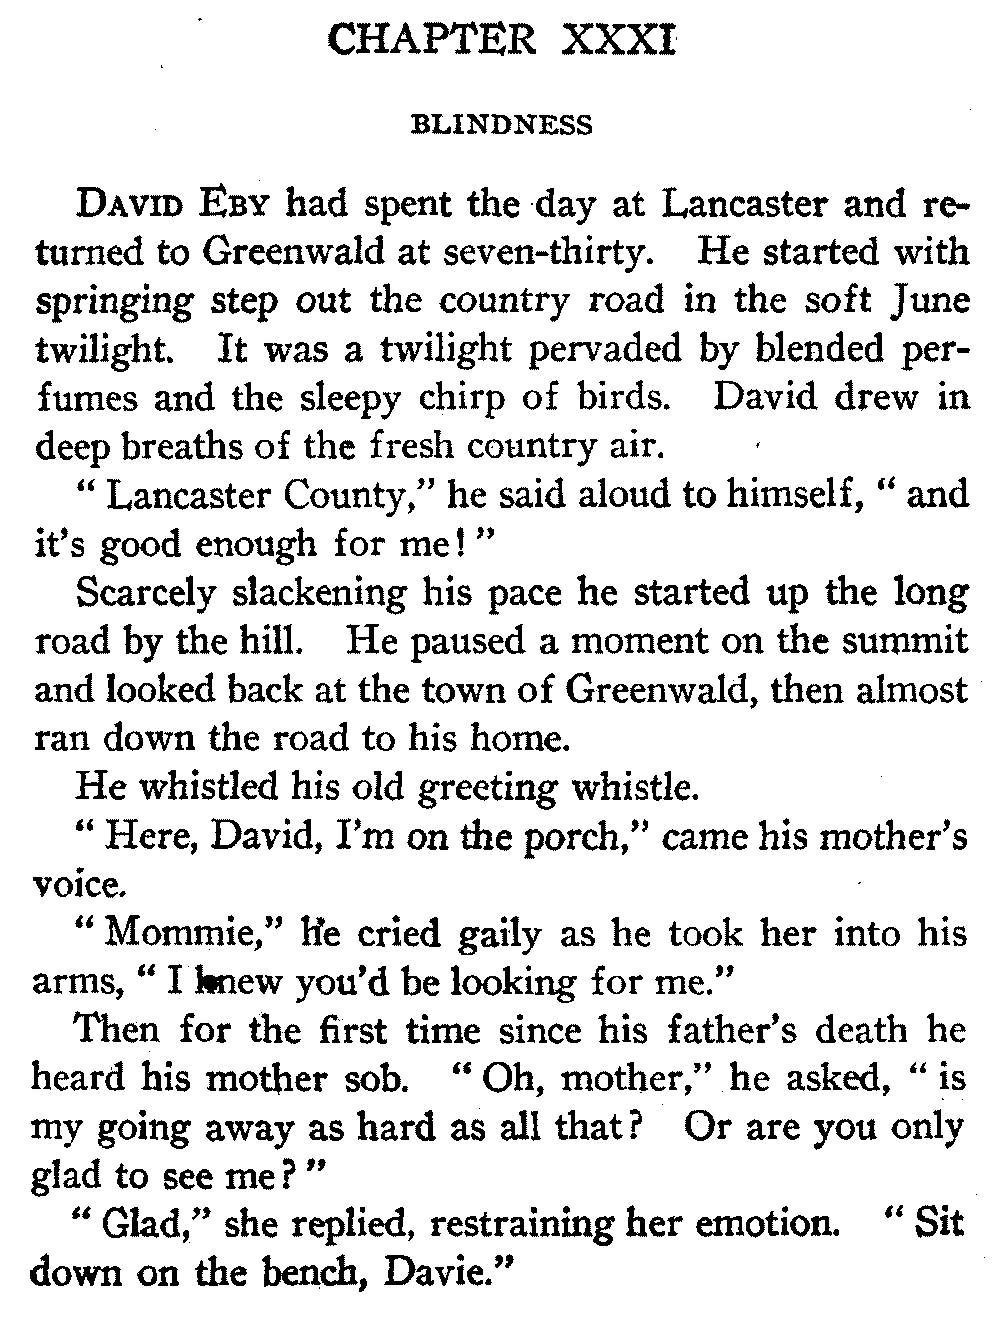 CHAPTER XXXI
BLINDNESS
DAVID EBY had spent the day at Lancaster and re-
turned to Greenwald at seven-thirty. He started with
springing step out the country road in the soft June
twilight. It was a twilight pervaded by blended per-
fumes and the sleepy chirp of birds. David drew in
deep breaths of the fresh country air.
“ Lancaster County,” he said aloud to himself, “ and
it’s good enough for me! ”
Scarcely slackening his pace he started up the long
road by the hill. He paused a moment on the summit
and looked back at the town of Greenwald, then almost
ran down the road to his home.
He whistled his old greeting whistle.
“ Here, David, I’m on the porch,” came his mother’s
voice.
“ Mommie,” he cried gaily as he took her into his
arms, “ I knew you’d be looking for me.”
Then for the first time since his father’s death he
heard his mother sob. “ Oh, mother,” he asked, “ is
my going away as hard as all that? Or are you only
glad to see me? ”
“ Glad,” she replied, restraining her emotion. “ Sit
down on the bench, Davie.”